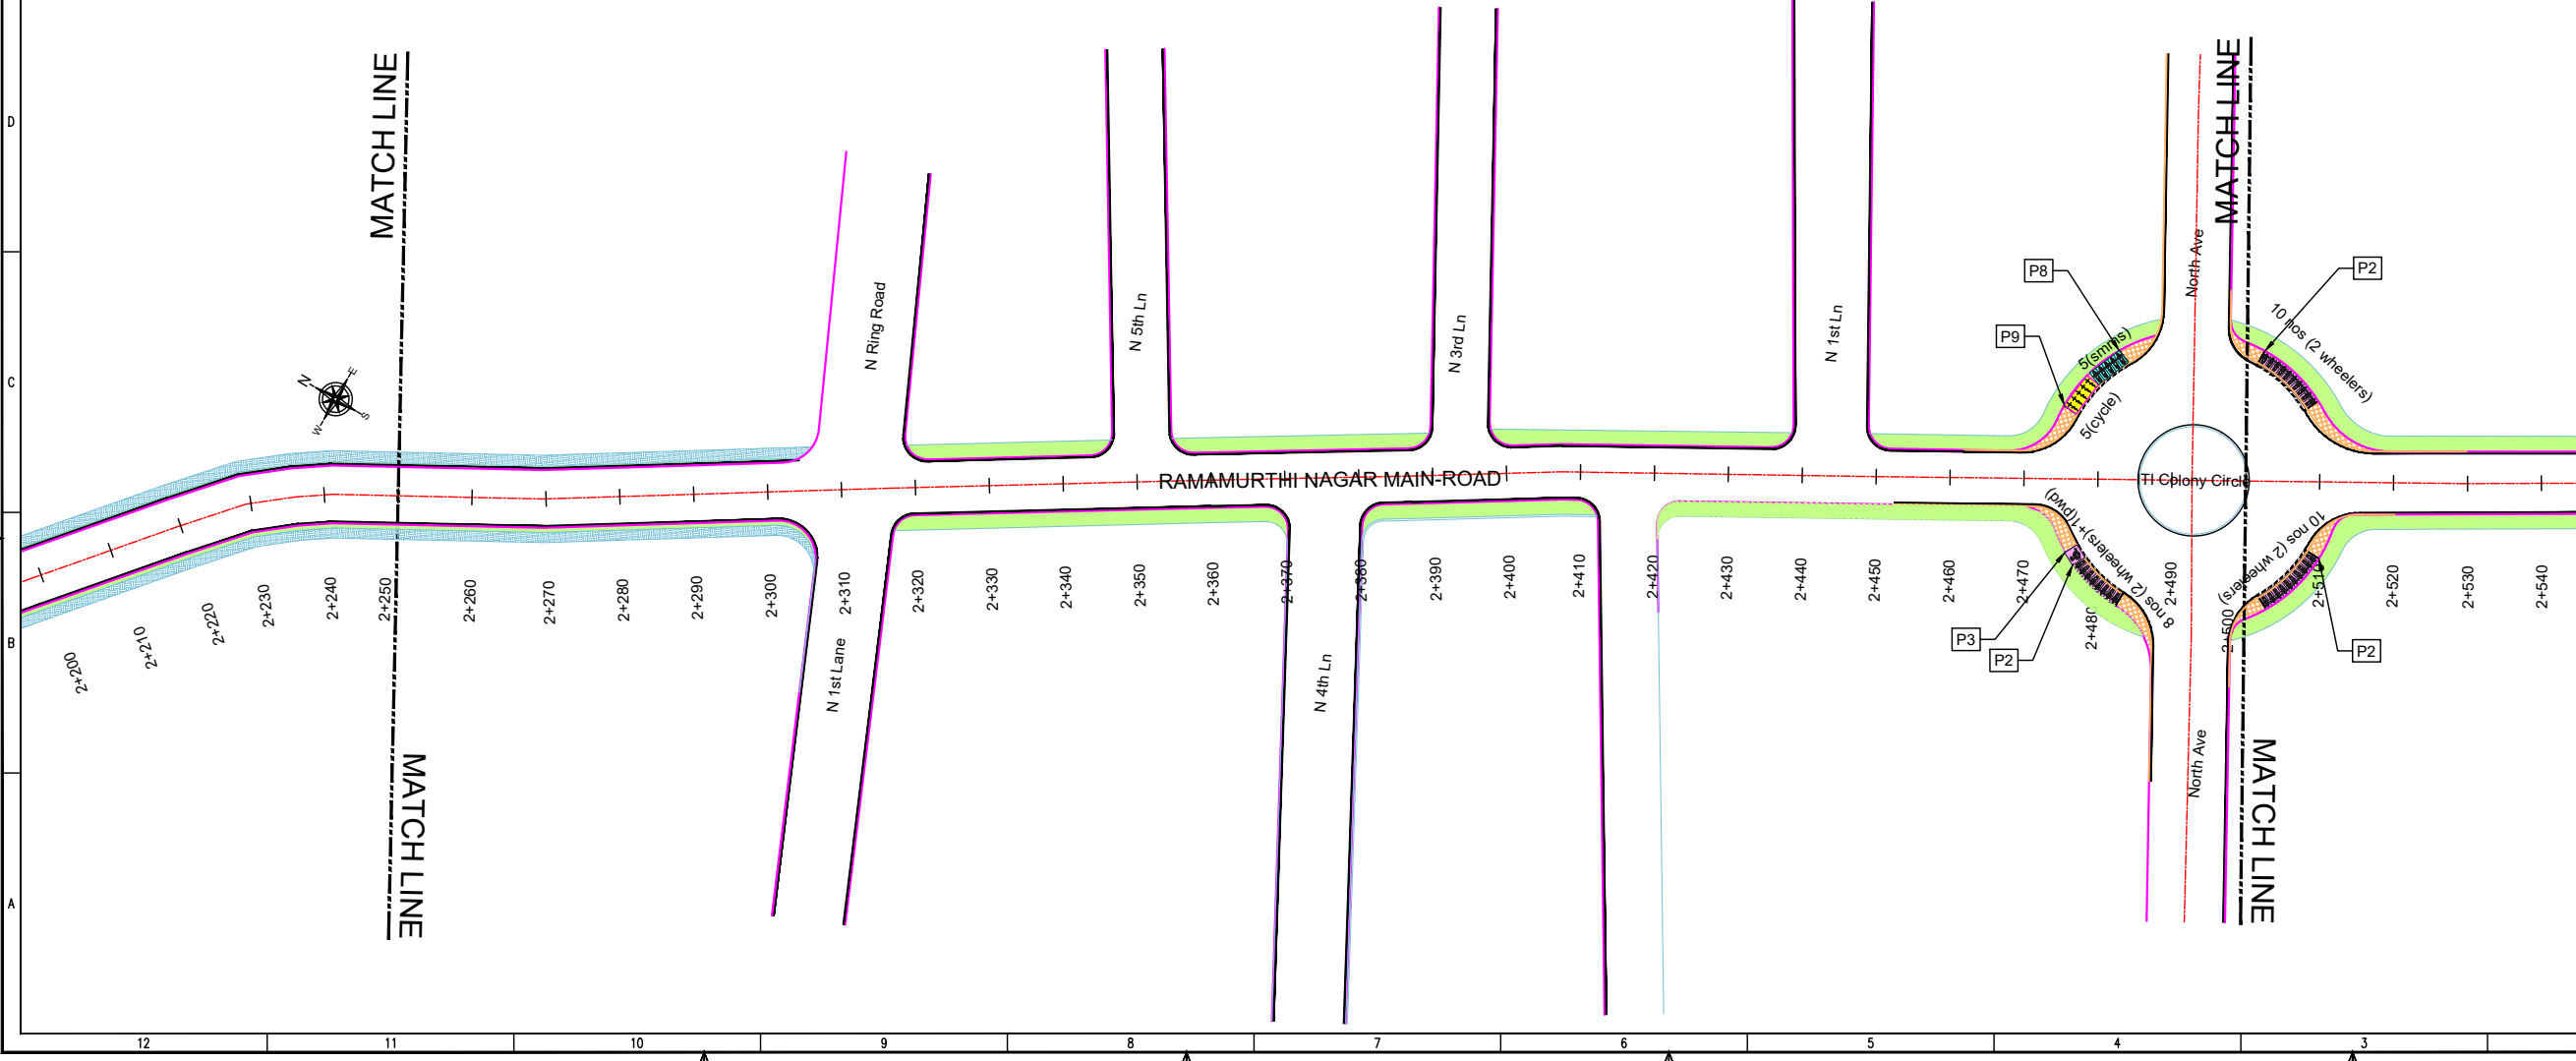 MATCH LINE
MATCH LINE
D
C
B
A
N
E
S
W
N Ring Road
N 5th Ln
N 3rd Ln
N 1st Ln
North Ave
P8
P9
P2
5(smms)
5(cycle)
10 nos (2 wheelers)
RAMAMURTHI NAGAR MAIN-ROAD
TI Colony Circle
8 nos (2 wheelers)+1(pwd)
10 nos (2 wheelers)
2+200
2+210
2+220
2+230
2+240
2+250
2+260
2+270
2+280
2+290
2+300
2+310
2+320
2+330
2+340
2+350
2+360
2+370
2+380
2+390
2+400
2+410
2+420
2+430
2+440
2+450
2+460
2+470
2+480
2+490
2+500
2+510
2+520
2+530
2+540
P3
P2
P2
N 1st Lane
N 4th Ln
North Ave
MATCH LINE
MATCH LINE
12
11
10
9
8
7
6
5
4
3